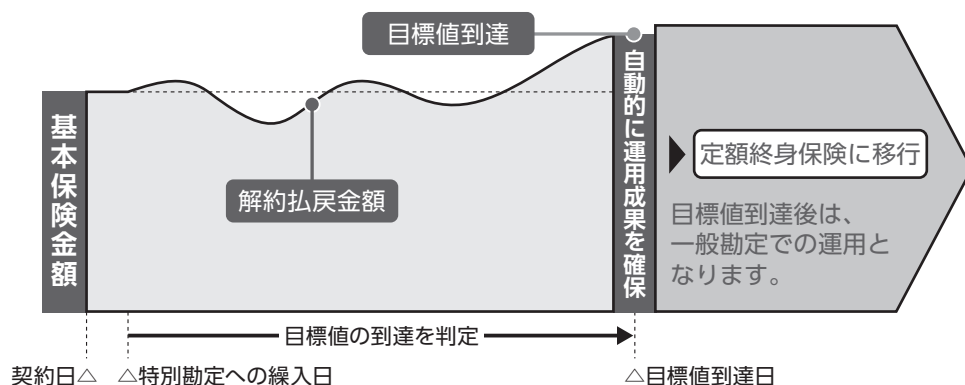 目標値到達
基本保険金額
解約払戻金額
自動的に運用成果を確保
定額終身保険に移行
目標値到達後は、
一般勘定での運用と
なります。
目標値の到達を判定
契約日△
△特別勘定への繰入日
△目標値到達日